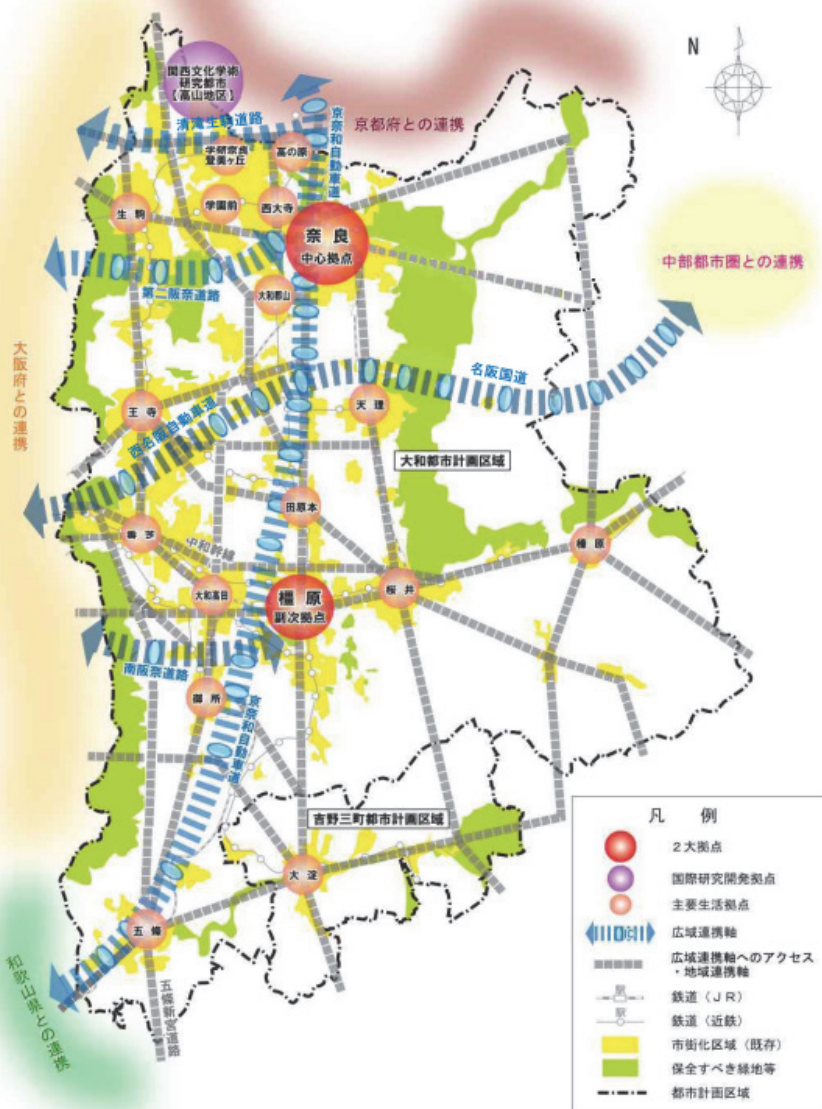 N
関西文化学術
研究都市
【高山地区】
清滝生駒道路
京奈和自動車道
京都府との連携
学研奈良
登美ヶ丘
高の原
生駒
学園前
西大寺
奈良
中心拠点
中部都市圏との連携
第二阪奈道路
大和郡山
大阪府との連携
名阪国道
王寺
西名阪自動車道
天理
大和都市計画区域
田原本
香芝
中和幹線
榛原
大和高田
橿原
副次拠点
桜井
南阪奈道路
御所
京奈和自動車道
吉野三町都市計画区域
大淀
五條
五條新宮道路
和歌山県との連携
凡例
2大拠点
国際研究開発拠点
主要生活拠点
IC
広域連携軸
広域連携軸へのアクセス
・地域連携軸
駅
鉄道（ＪＲ）
駅
鉄道（近鉄）
市街化区域（既存）
保全すべき緑地等
都市計画区域